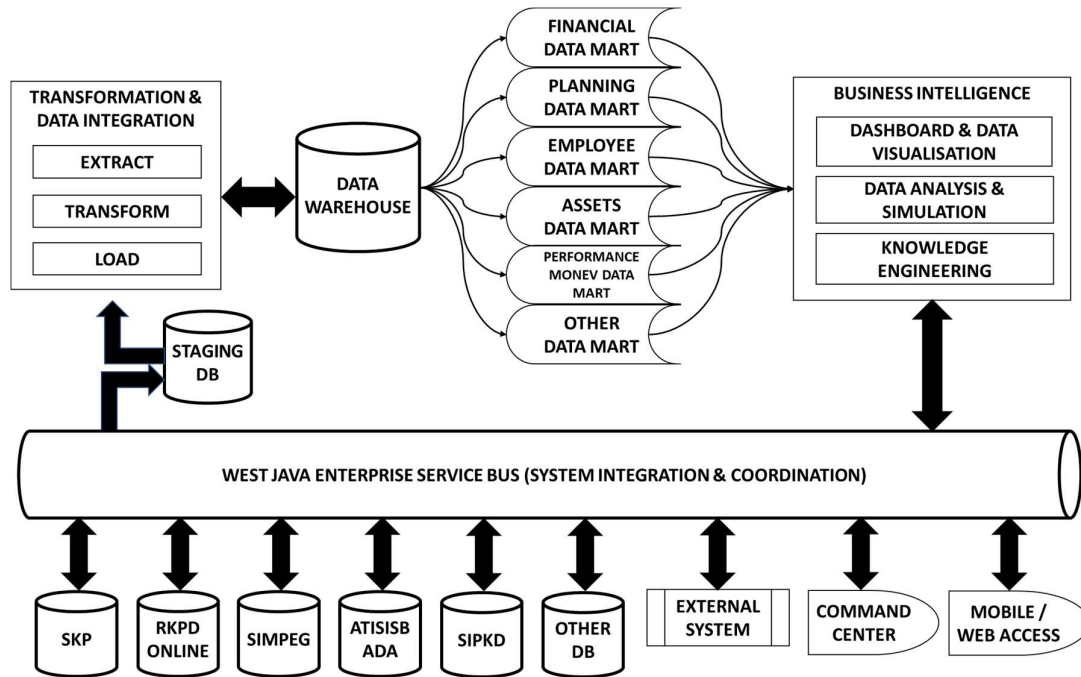 TRANSFORMATION &
DATA INTEGRATION
EXTRACT
TRANSFORM
LOAD
DATA
WAREHOUSE
FINANCIAL
DATA MART
PLANNING
DATA MART
EMPLOYEE
DATA MART
ASSETS
DATA MART
PERFORMANCE
MONEV DATA
MART
OTHER
DATA MART
BUSINESS INTELLIGENCE
DASHBOARD & DATA
VISUALISATION
DATA ANALYSIS &
SIMULATION
KNOWLEDGE
ENGINEERING
STAGING
DB
WEST JAVA ENTERPRISE SERVICE BUS (SYSTEM INTEGRATION & COORDINATION)
SKP
RKPD
ONLINE
SIMPEG
ATISISB
ADA
SIPKD
OTHER
DB
EXTERNAL
SYSTEM
COMMAND
CENTER
MOBILE /
WEB ACCESS